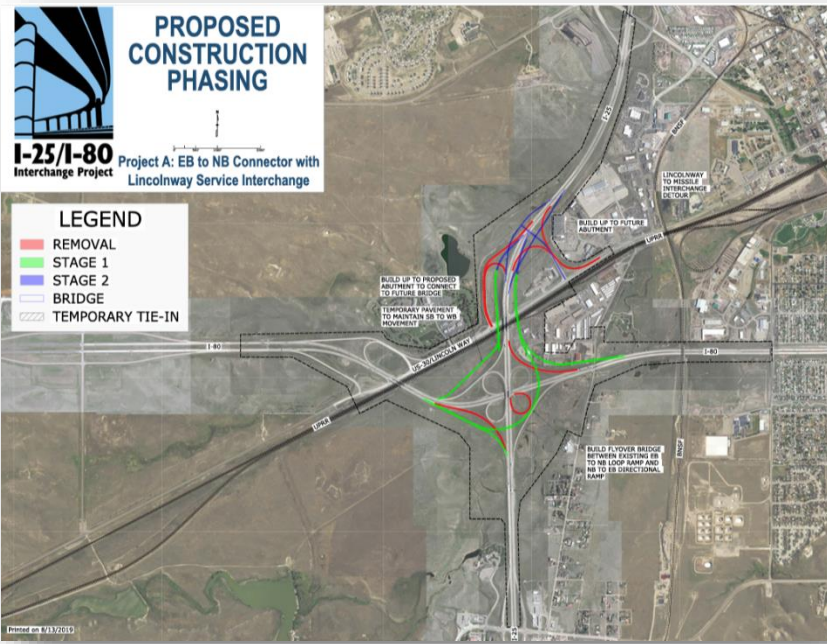 PROPOSED
CONSTRUCTION
PHASING
I-25/I-80
Interchange Project
Project A: EB to NB Connector with
Lincolnway Service Interchange
LEGEND
REMOVAL
STAGE 1
STAGE 2
BRIDGE
TEMPORARY TIE-IN
I-25
BNSF
LINCOLNWAY
TO MISSILE
INTERCHANGE
DETOUR
BUILD UP TO FUTURE
ABUTMENT
UPRR
BUILD UP TO PROPOSED
ABUTMENT TO CONNECT
TO FUTURE BRIDGE
TEMPORARY PAVEMENT
TO MAINTAIN SB TO WB
MOVEMENT
I-80
US-30/LINCOLN WAY
I-80
UPRR
BUILD FLYOVER BRIDGE
BETWEEN EXISTING EB
TO NB LOOP RAMP AND
NB TO EB DIRECTIONAL
RAMP
BNSF
I-25
Printed on 8/13/2019